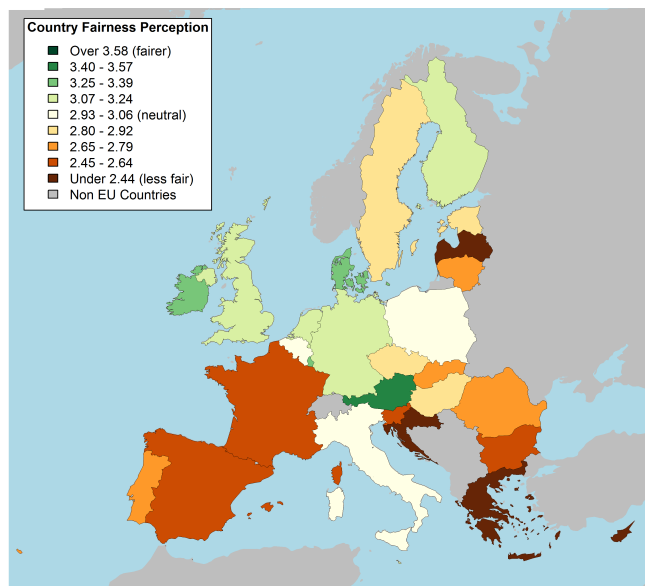 Country Fairness Perception
Over 3.58 (fairer)
3.40 - 3.57
3.25 - 3.39
3.07 - 3.24
2.93 - 3.06 (neutral)
2.80 - 2.92
2.65 - 2.79
2.45 - 2.64
Under 2.44 (less fair)
Non EU Countries